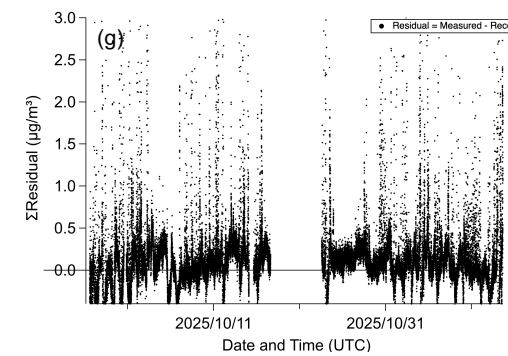 (g)
● Residual = Measured - Reco
3.0
2.5
2.0
1.5
1.0
0.5
0.0
ΣResidual (µg/m³)
2025/10/11 2025/10/31
Date and Time (UTC)